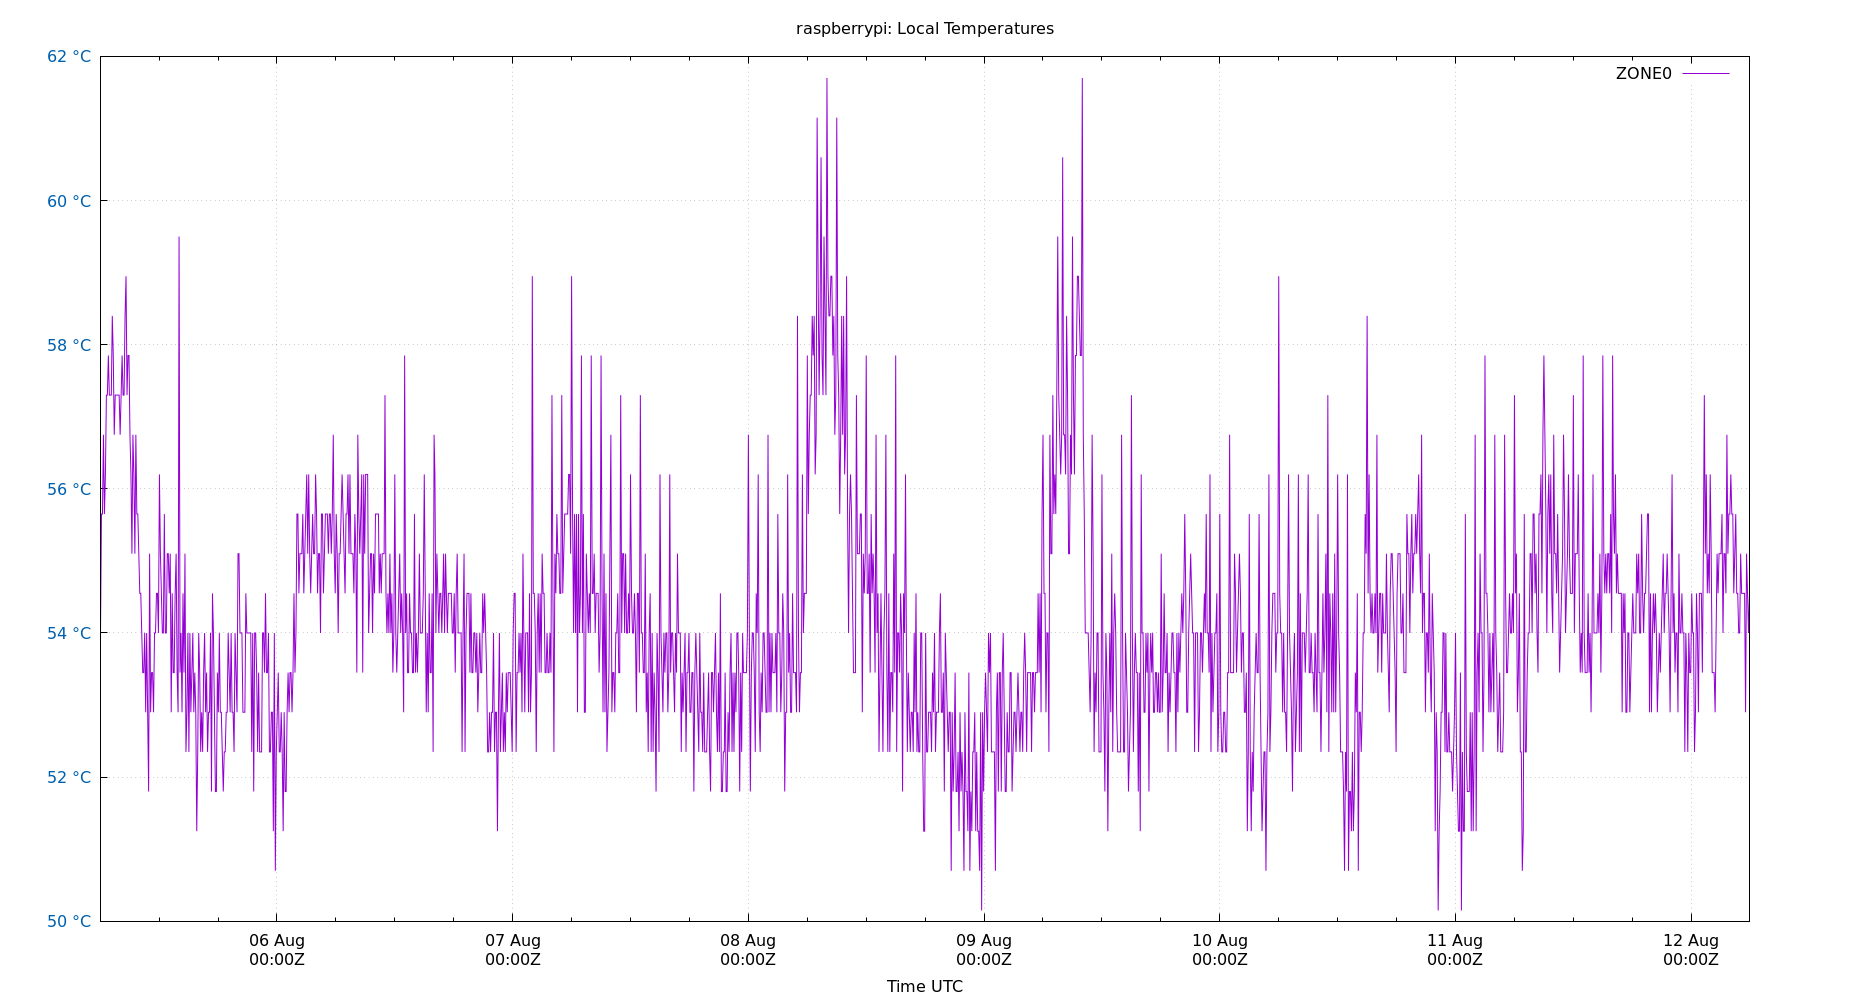 raspberrypi: Local Temperatures
ZONE0
62 °C
60 °C
58 °C
56 °C
54 °C
52 °C
50 °C
06 Aug
00:00Z
07 Aug
00:00Z
08 Aug
00:00Z
09 Aug
00:00Z
10 Aug
00:00Z
11 Aug
00:00Z
12 Aug
00:00Z
Time UTC